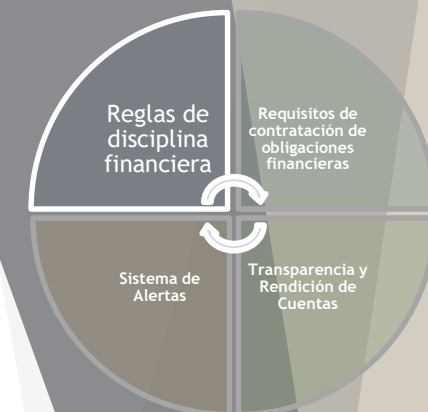 Reglas de
disciplina
financiera
Requisitos de
contratación de
obligaciones
financieras
Sistema de
Alertas
Transparencia y
Rendición de
Cuentas